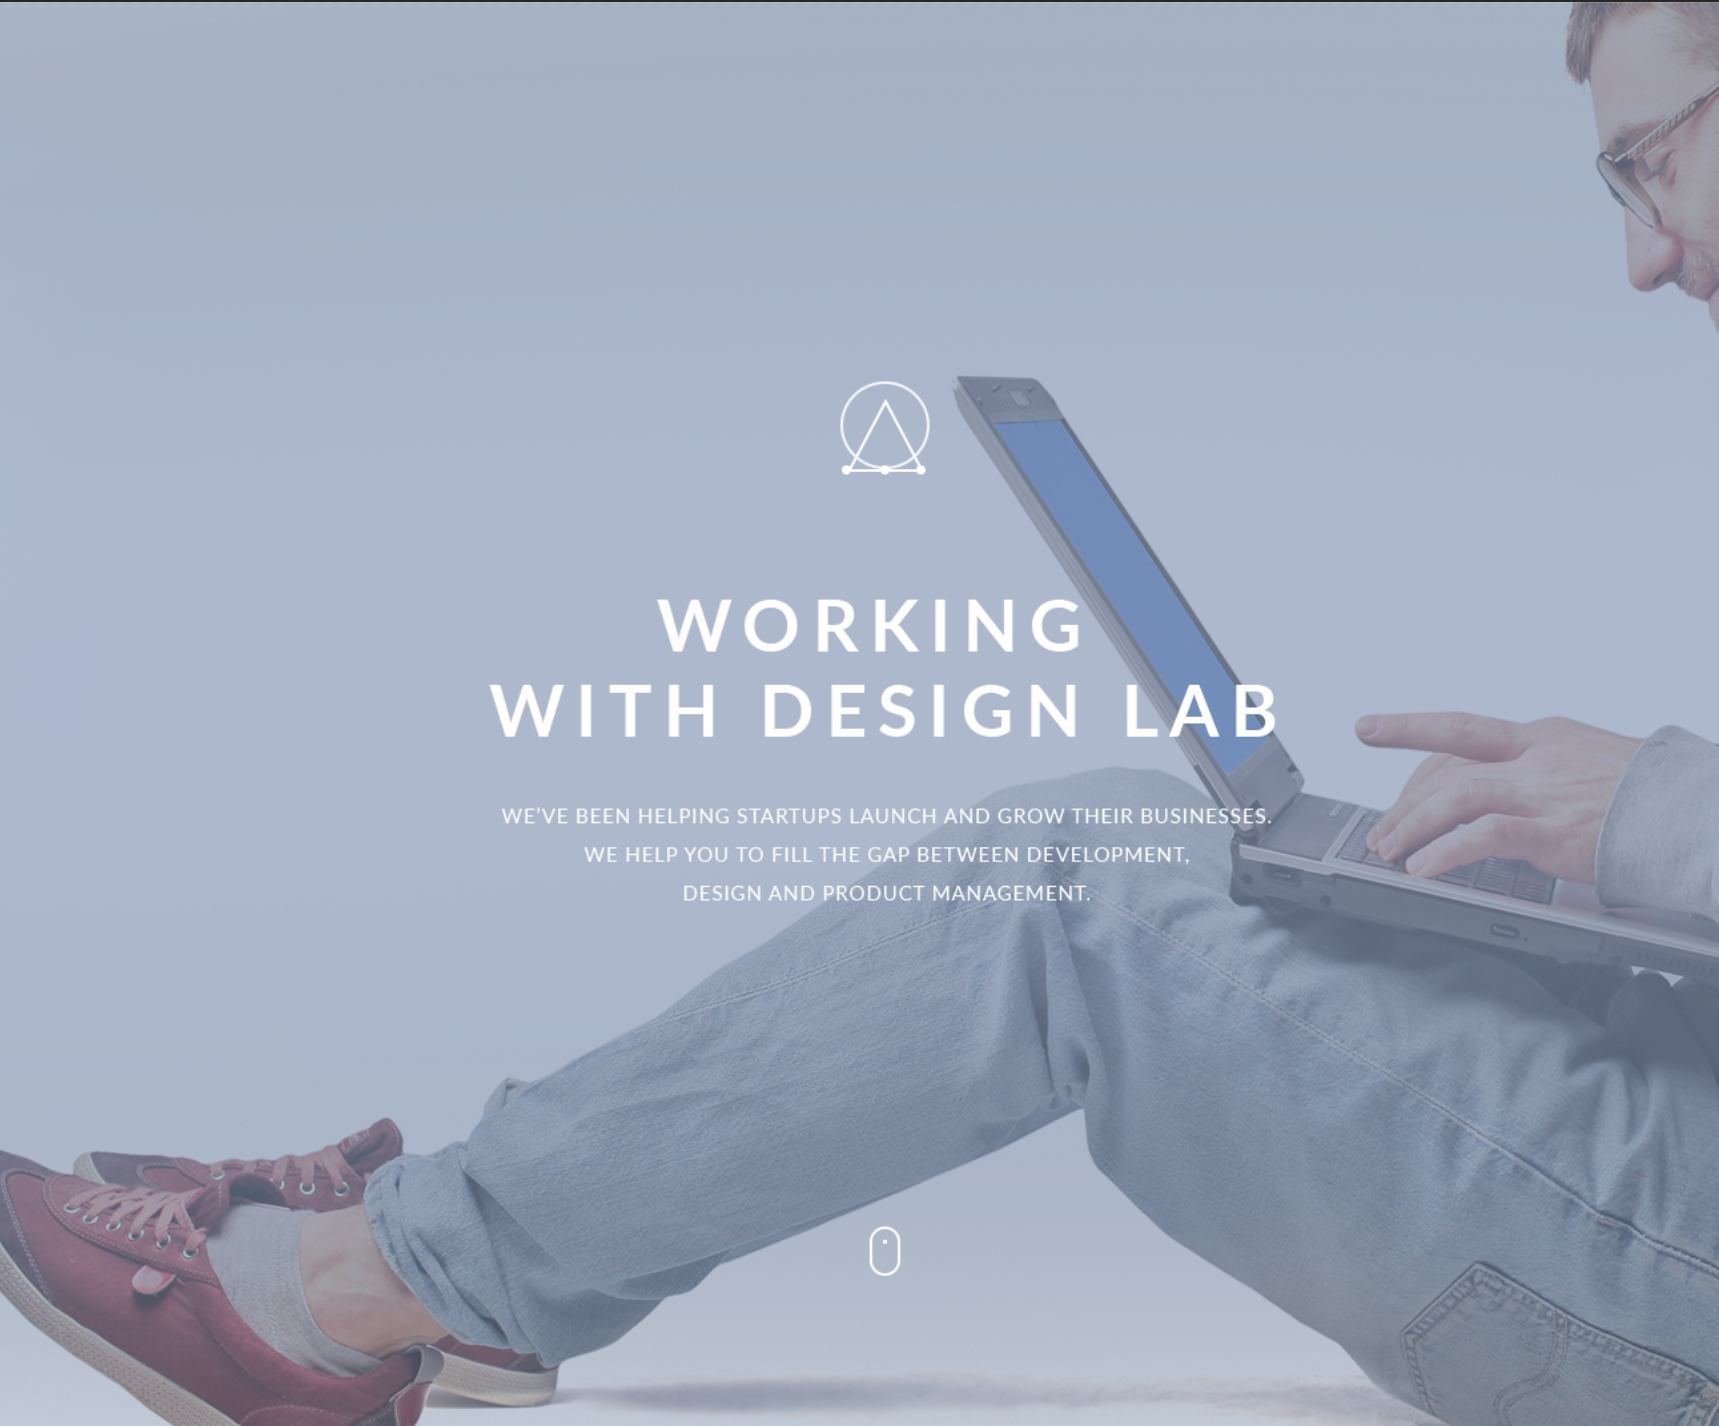 WORKING
WITH DESIGN LAB
WE’VE BEEN HELPING STARTUPS LAUNCH AND GROW THEIR BUSINESSES.
WE HELP YOU TO FILL THE GAP BETWEEN DEVELOPMENT,
DESIGN AND PRODUCT MANAGEMENT.